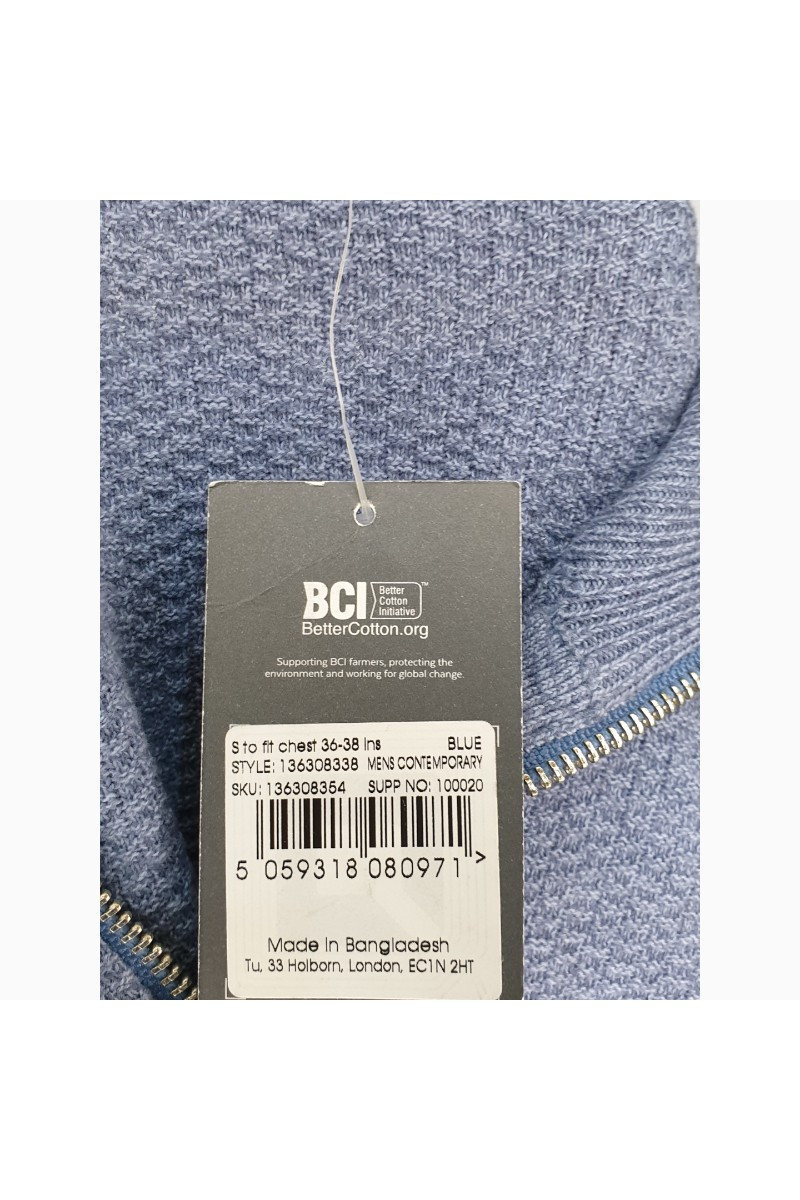 BCI Better Cotton Initiative™
BetterCotton.org
Supporting BCI farmers, protecting the
environment and working for global change.
S to fit chest 36-38 ins BLUE
STYLE: 136308338 MENS CONTEMPORARY
SKU: 136308354 SUPP NO: 100020
5 059318 080971 >
Made in Bangladesh
Tu, 33 Holborn, London, EC1N 2HT